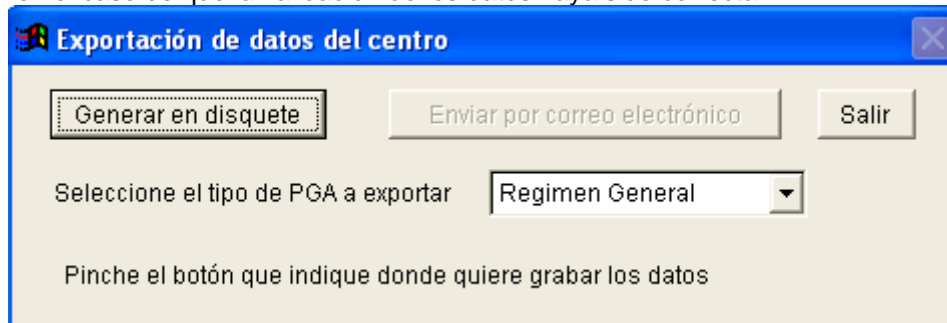 Exportación de datos del centro
Generar en disquete Enviar por correo electrónico Salir
Seleccione el tipo de PGA a exportar Regimen General
Pinche el botón que indique donde quiere grabar los datos